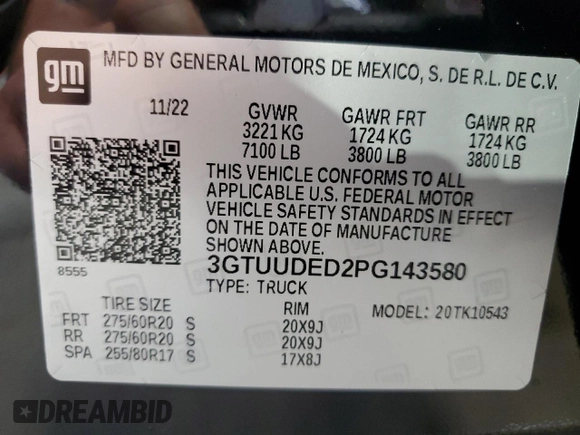 gm
MFD BY GENERAL MOTORS DE MEXICO, S. DE R.L. DE C.V.
11/22 GVWR GAWR FRT GAWR RR
3221 KG 1724 KG 1724 KG
7100 LB 3800 LB 3800 LB
THIS VEHICLE CONFORMS TO ALL
APPLICABLE U.S. FEDERAL MOTOR
VEHICLE SAFETY STANDARDS IN EFFECT
ON THE DATE OF MANUFACTURE
SHOWN ABOVE.
8555
3GTUUDED2PG143580
TYPE: TRUCK
TIRE SIZE RIM MODEL: 20TK10543
FRT 275/60R20 S 20X9J
RR 275/60R20 S 20X9J
SPA 255/80R17 S 17X8J
DREAMBID